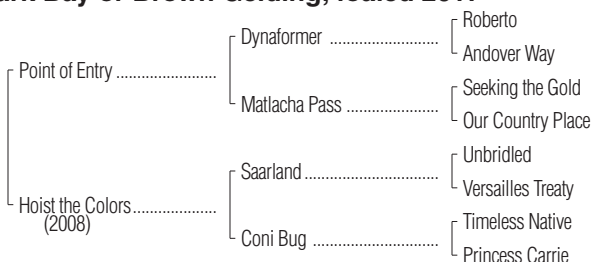 Roberto
Dynaformer ..........................
Andover Way
Point of Entry ........................
Seeking the Gold
Matlacha Pass ......................
Our Country Place
Unbridled
Saarland ................................
Versailles Treaty
Hoist the Colors ....................
(2008)
Timeless Native
Coni Bug ..............................
Princess Carrie